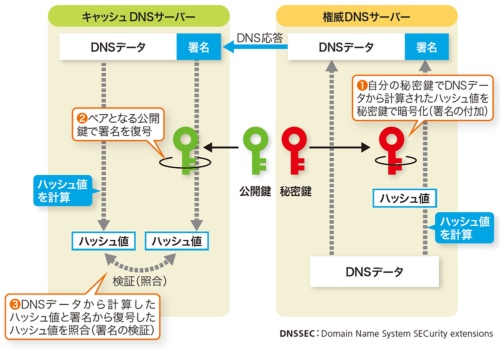 キャッシュDNSサーバー
権威DNSサーバー
DNSデータ
署名
DNS応答
DNSデータ
署名
❶自分の秘密鍵でDNSデー
タから計算されたハッシュ値を
秘密鍵で暗号化(署名の付加)
❷ペアとなる公開
鍵で署名を復号
公開鍵
秘密鍵
ハッシュ値
を計算
ハッシュ値
ハッシュ値
を計算
ハッシュ値
ハッシュ値
検証(照合)
DNSデータ
❸DNSデータから計算した
ハッシュ値と署名から復号した
ハッシュ値を照合(署名の検証)
DNSSEC:Domain Name System SECurity extensions